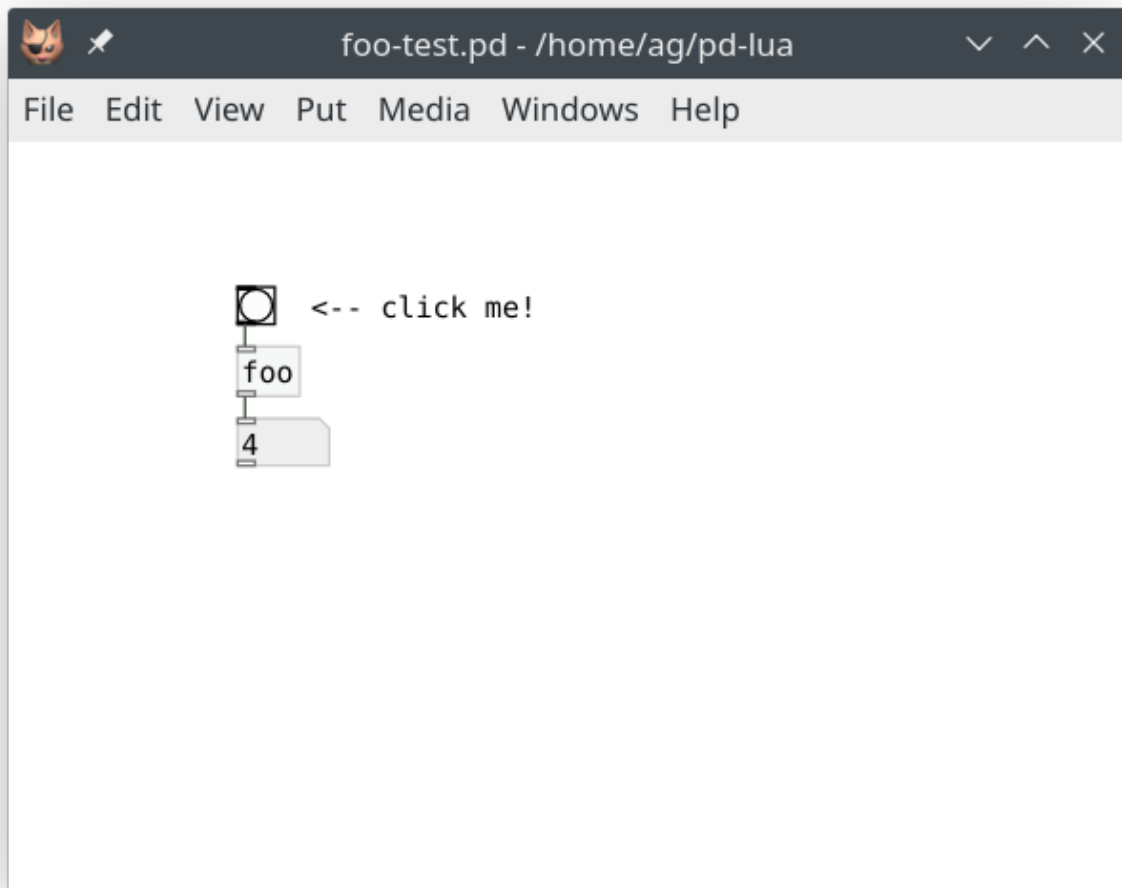 foo-test.pd - /home/ag/pd-lua
File Edit View Put Media Windows Help
<-- click me!
foo
4